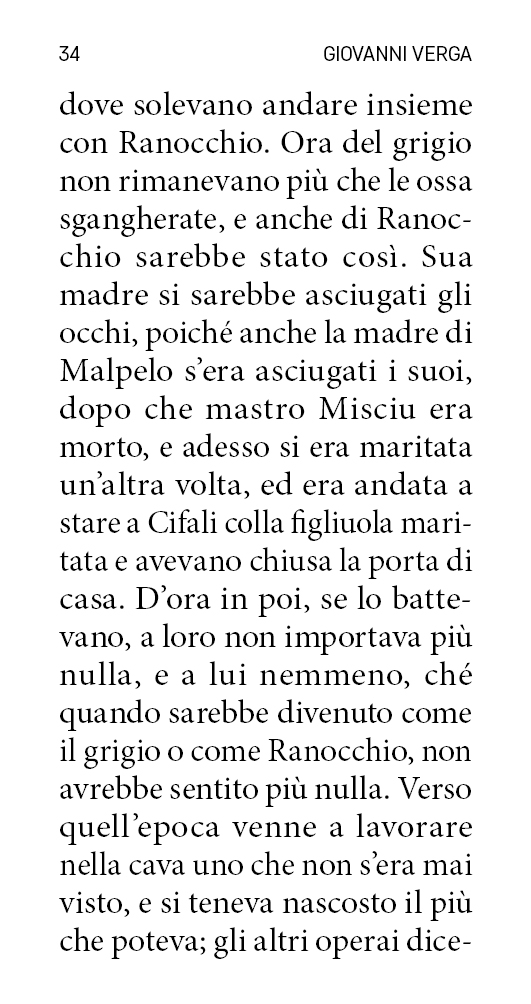 34 GIOVANNI VERGA
dove solevano andare insieme
con Ranocchio. Ora del grigio
non rimanevano più che le ossa
sgangherate, e anche di Ranoc-
chio sarebbe stato così. Sua
madre si sarebbe asciugati gli
occhi, poiché anche la madre di
Malpelo s’era asciugati i suoi,
dopo che mastro Misciu era
morto, e adesso si era maritata
un’altra volta, ed era andata a
stare a Cifali colla figliuola mari-
tata e avevano chiusa la porta di
casa. D’ora in poi, se lo batte-
vano, a loro non importava più
nulla, e a lui nemmeno, ché
quando sarebbe divenuto come
il grigio o come Ranocchio, non
avrebbe sentito più nulla. Verso
quell’epoca venne a lavorare
nella cava uno che non s’era mai
visto, e si teneva nascosto il più
che poteva; gli altri operai dice-